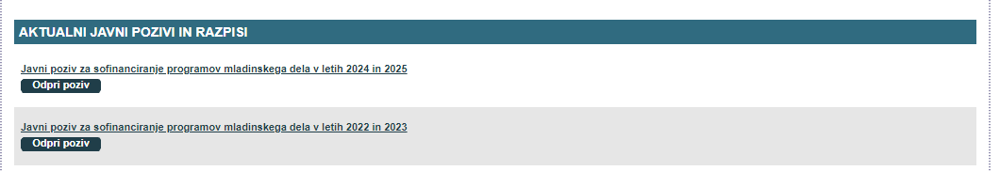 AKTUALNI JAVNI POZIVI IN RAZPISI
Javni poziv za sofinanciranje programov mladinskega dela v letih 2024 in 2025
Odpri poziv
Javni poziv za sofinanciranje programov mladinskega dela v letih 2022 in 2023
Odpri poziv